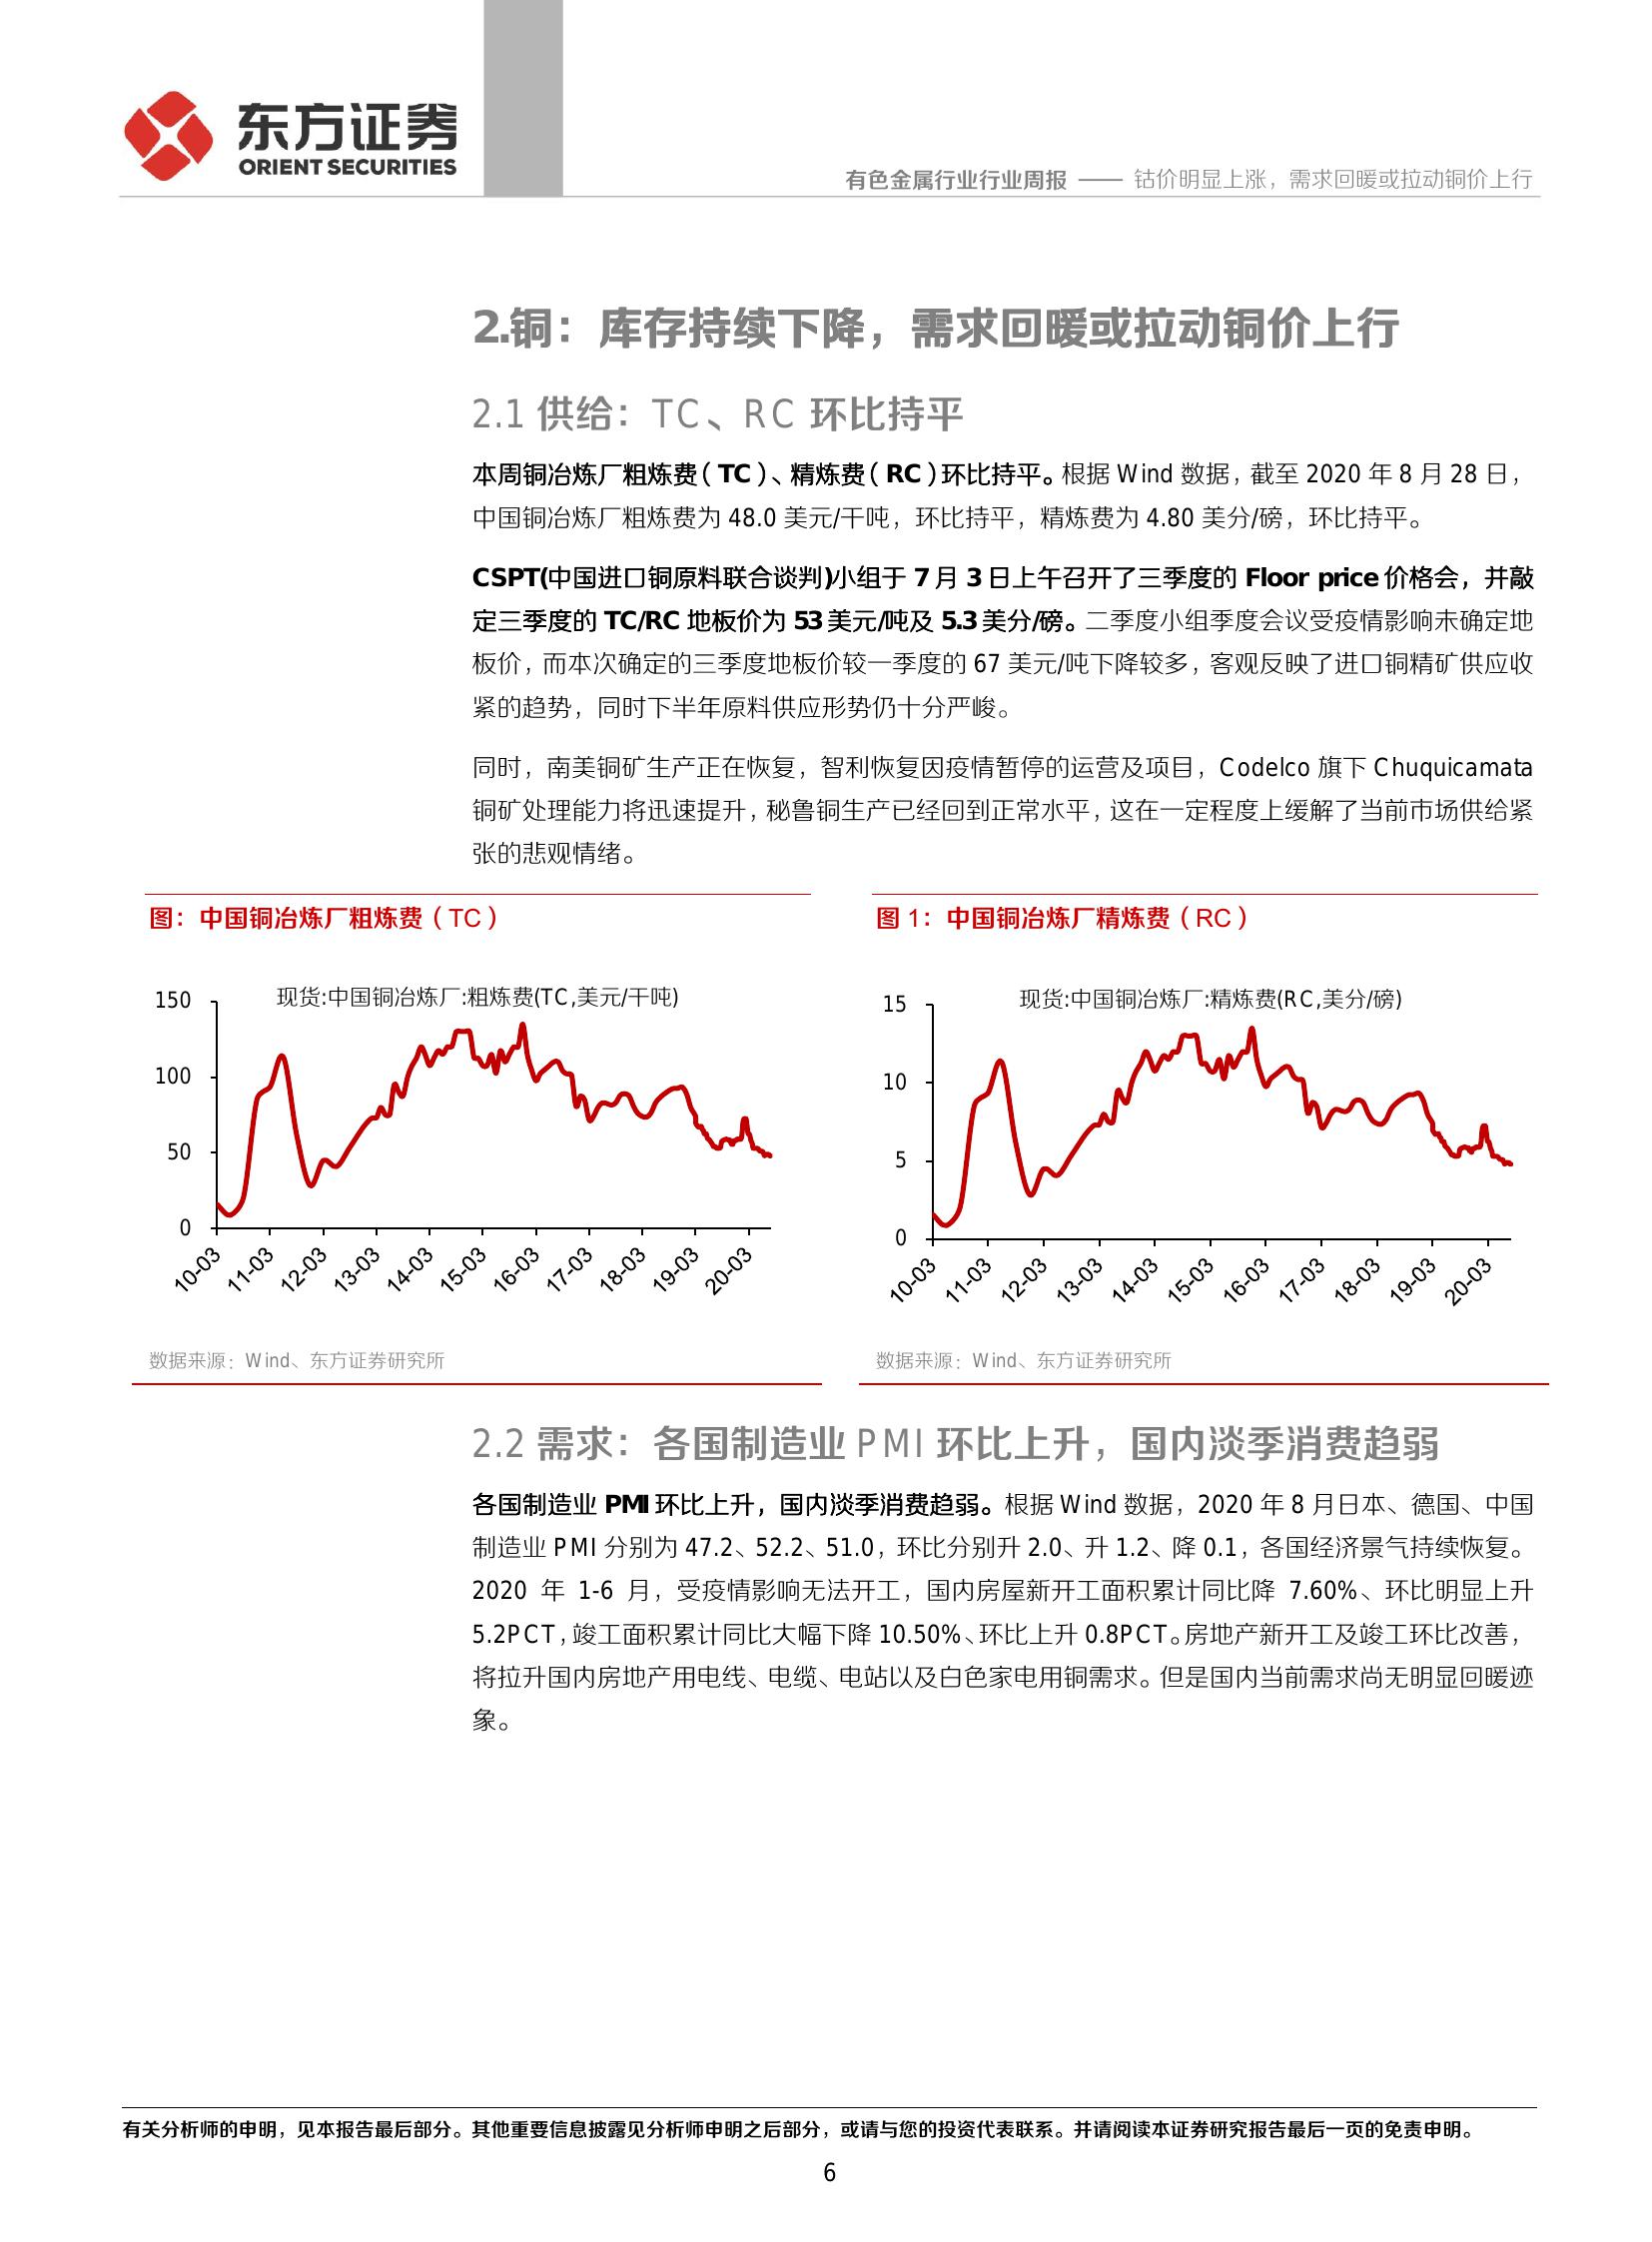 东方证券
ORIENT SECURITIES
有色金属行业行业周报 —— 钴价明显上涨，需求回暖或拉动铜价上行
2.铜：库存持续下降，需求回暖或拉动铜价上行
2.1 供给：TC、RC 环比持平
本周铜冶炼厂粗炼费（TC）、精炼费（RC）环比持平。根据 Wind 数据，截至 2020 年 8 月 28 日，
中国铜冶炼厂粗炼费为 48.0 美元/干吨，环比持平，精炼费为 4.80 美分/磅，环比持平。
CSPT(中国进口铜原料联合谈判)小组于 7 月 3 日上午召开了三季度的 Floor price 价格会，并敲
定三季度的 TC/RC 地板价为 53 美元/吨及 5.3 美分/磅。二季度小组季度会议受疫情影响未确定地
板价，而本次确定的三季度地板价较一季度的 67 美元/吨下降较多，客观反映了进口铜精矿供应收
紧的趋势，同时下半年原料供应形势仍十分严峻。
同时，南美铜矿生产正在恢复，智利恢复因疫情暂停的运营及项目，Codelco 旗下 Chuquicamata
铜矿处理能力将迅速提升，秘鲁铜生产已经回到正常水平，这在一定程度上缓解了当前市场供给紧
张的悲观情绪。
图：中国铜冶炼厂粗炼费（TC）
现货:中国铜冶炼厂:粗炼费(TC,美元/干吨)
150
100
50
0
10-03 11-03 12-03 13-03 14-03 15-03 16-03 17-03 18-03 19-03 20-03
数据来源：Wind、东方证券研究所
图 1：中国铜冶炼厂精炼费（RC）
现货:中国铜冶炼厂:精炼费(RC,美分/磅)
15
10
5
0
10-03 11-03 12-03 13-03 14-03 15-03 16-03 17-03 18-03 19-03 20-03
数据来源：Wind、东方证券研究所
2.2 需求：各国制造业 PMI 环比上升，国内淡季消费趋弱
各国制造业 PMI 环比上升，国内淡季消费趋弱。根据 Wind 数据，2020 年 8 月日本、德国、中国
制造业 PMI 分别为 47.2、52.2、51.0，环比分别升 2.0、升 1.2、降 0.1，各国经济景气持续恢复。
2020 年 1-6 月，受疫情影响无法开工，国内房屋新开工面积累计同比降 7.60%、环比明显上升
5.2PCT，竣工面积累计同比大幅下降 10.50%、环比上升 0.8PCT。房地产新开工及竣工环比改善，
将拉升国内房地产用电线、电缆、电站以及白色家电用铜需求。但是国内当前需求尚无明显回暖迹
象。
有关分析师的申明，见本报告最后部分。其他重要信息披露见分析师申明之后部分，或请与您的投资代表联系。并请阅读本证券研究报告最后一页的免责申明。
6